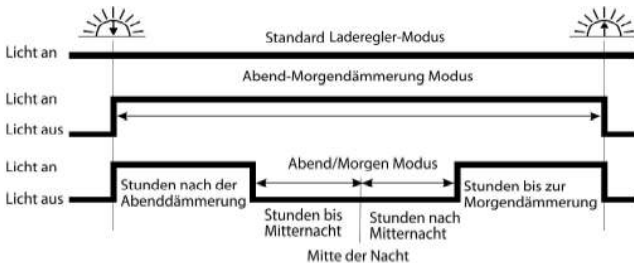 Standard Laderegler-Modus
Licht an
Abend-Morgendämmerung Modus
Licht an
Licht aus
Licht an
Abend/Morgen Modus
Stunden nach der
Abenddämmerung
Stunden bis zur
Morgendämmerung
Licht aus
Stunden bis
Mitternacht
Stunden nach
Mitternacht
Mitte der Nacht